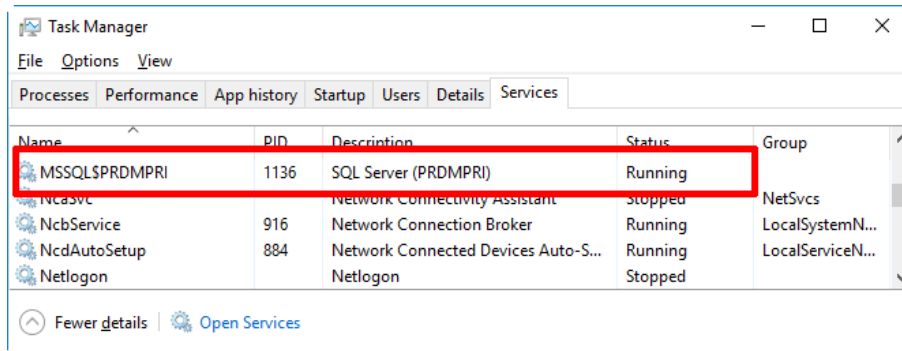 Task Manager
File Options View
Processes Performance App history Startup Users Details Services
Name PID Description Status Group
MSSQL$PRDMPRI 1136 SQL Server (PRDMPRI) Running
NcaSvc Network Connectivity Assistant Stopped NetSvcs
NcbService 916 Network Connection Broker Running LocalSystemN...
NcdAutoSetup 884 Network Connected Devices Auto-S... Running LocalServiceN...
Netlogon Netlogon Stopped
Fewer details Open Services